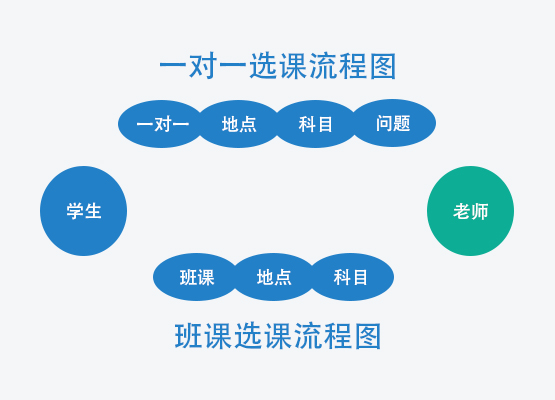 一对一选课流程图
一对一 地点 科目 问题
学生 老师
班课 地点 科目
班课选课流程图